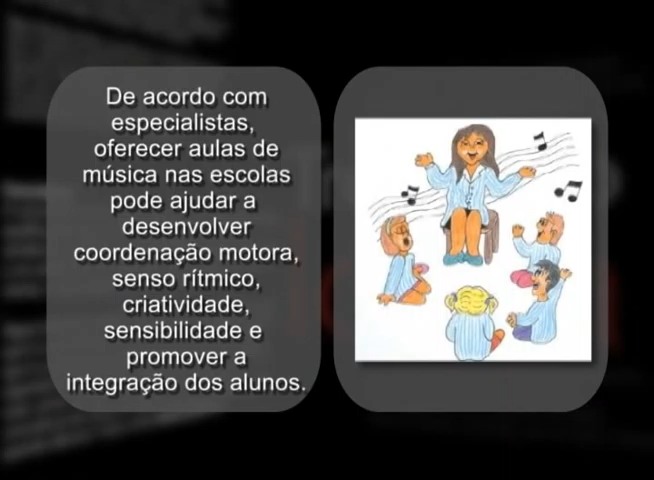 De acordo com
especialistas,
oferecer aulas de
música nas escolas
pode ajudar a
desenvolver
coordenação motora,
senso rítmico,
criatividade,
sensibilidade e
promover a
integração dos alunos.